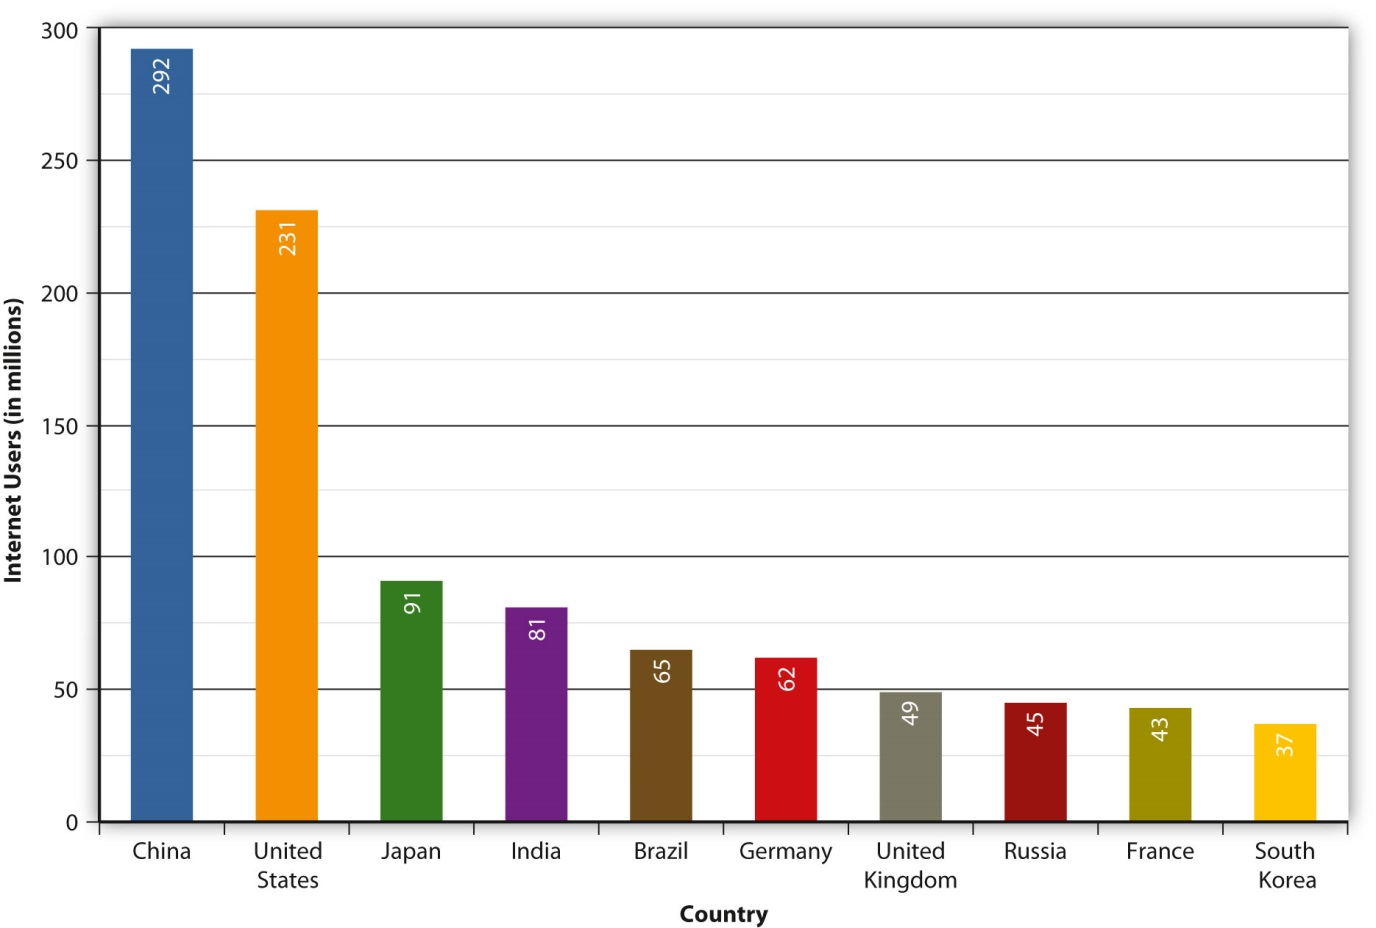 300
250
200
150
100
50
0
Internet Users (in millions)
292
231
91
81
65
62
49
45
43
37
China
United
States
Japan
India
Brazil
Germany
United
Kingdom
Russia
France
South
Korea
Country